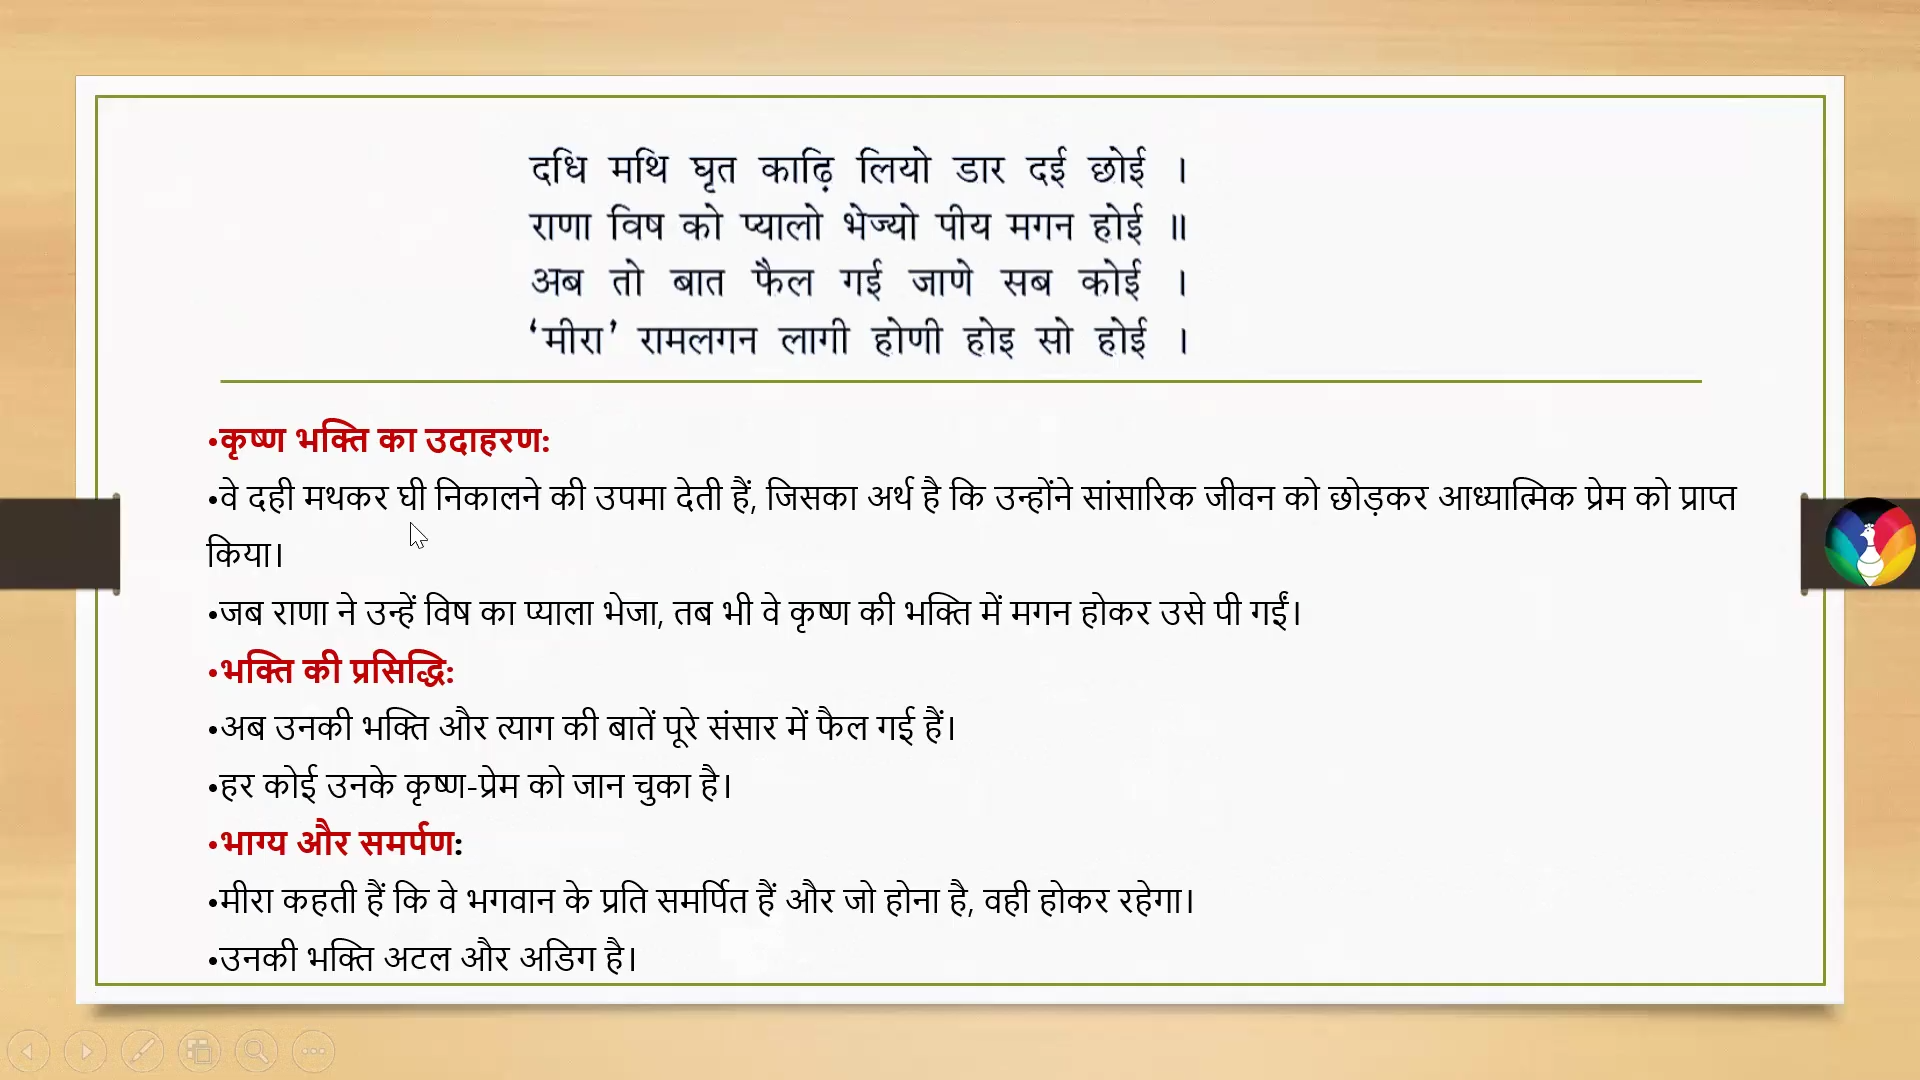 दधि मथि घृत काढ़ि लियो डार दई छोई ।
राणा विष को प्यालो भेज्यो पीय मगन होई ॥
अब तो बात फैल गई जाणे सब कोई ।
‘मीरा’ रामलगन लागी होणी होइ सो होई ।
•कृष्ण भक्ति का उदाहरण:
•वे दही मथकर घी निकालने की उपमा देती हैं, जिसका अर्थ है कि उन्होंने सांसारिक जीवन को छोड़कर आध्यात्मिक प्रेम को प्राप्त
किया।
•जब राणा ने उन्हें विष का प्याला भेजा, तब भी वे कृष्ण की भक्ति में मगन होकर उसे पी गईं।
•भक्ति की प्रसिद्धि:
•अब उनकी भक्ति और त्याग की बातें पूरे संसार में फैल गई हैं।
•हर कोई उनके कृष्ण-प्रेम को जान चुका है।
•भाग्य और समर्पण:
•मीरा कहती हैं कि वे भगवान के प्रति समर्पित हैं और जो होना है, वही होकर रहेगा।
•उनकी भक्ति अटल और अडिग है।